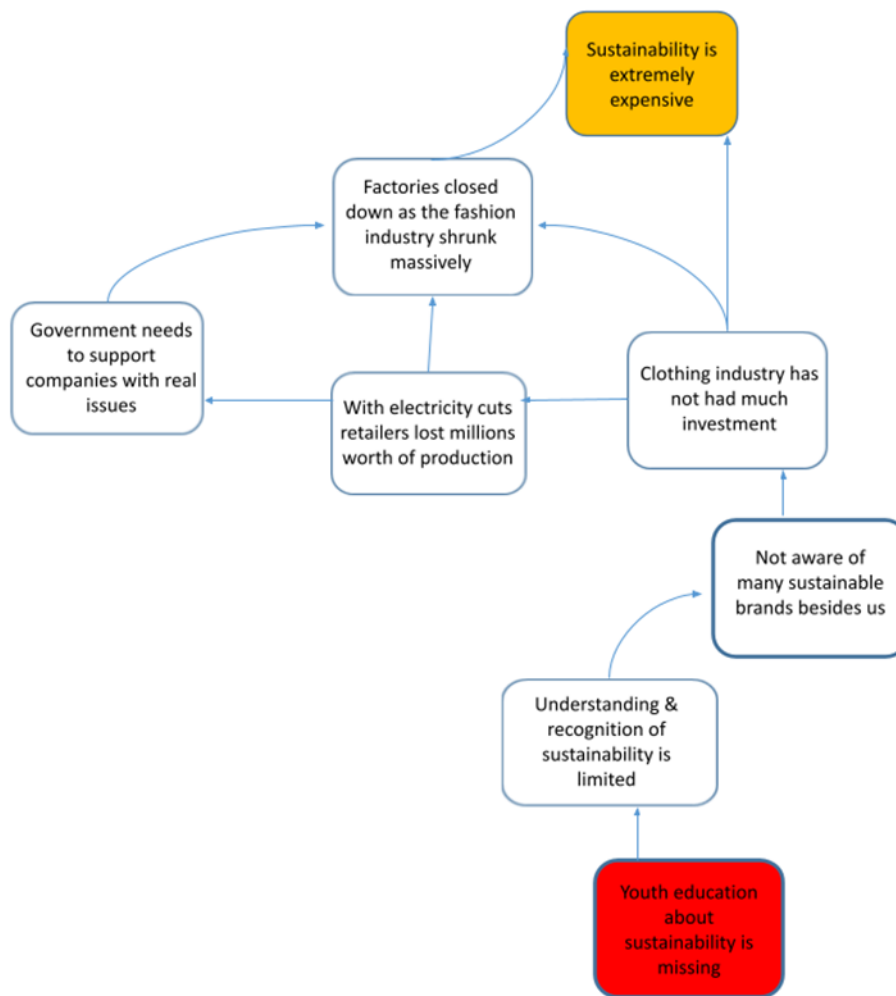 Sustainability is
extremely
expensive
Factories closed
down as the fashion
industry shrunk
massively
Government needs
to support
companies with real
issues
With electricity cuts
retailers lost millions
worth of production
Clothing industry has
not had much
investment
Not aware of
many sustainable
brands besides us
Understanding &
recognition of
sustainability is
limited
Youth education
about
sustainability is
missing